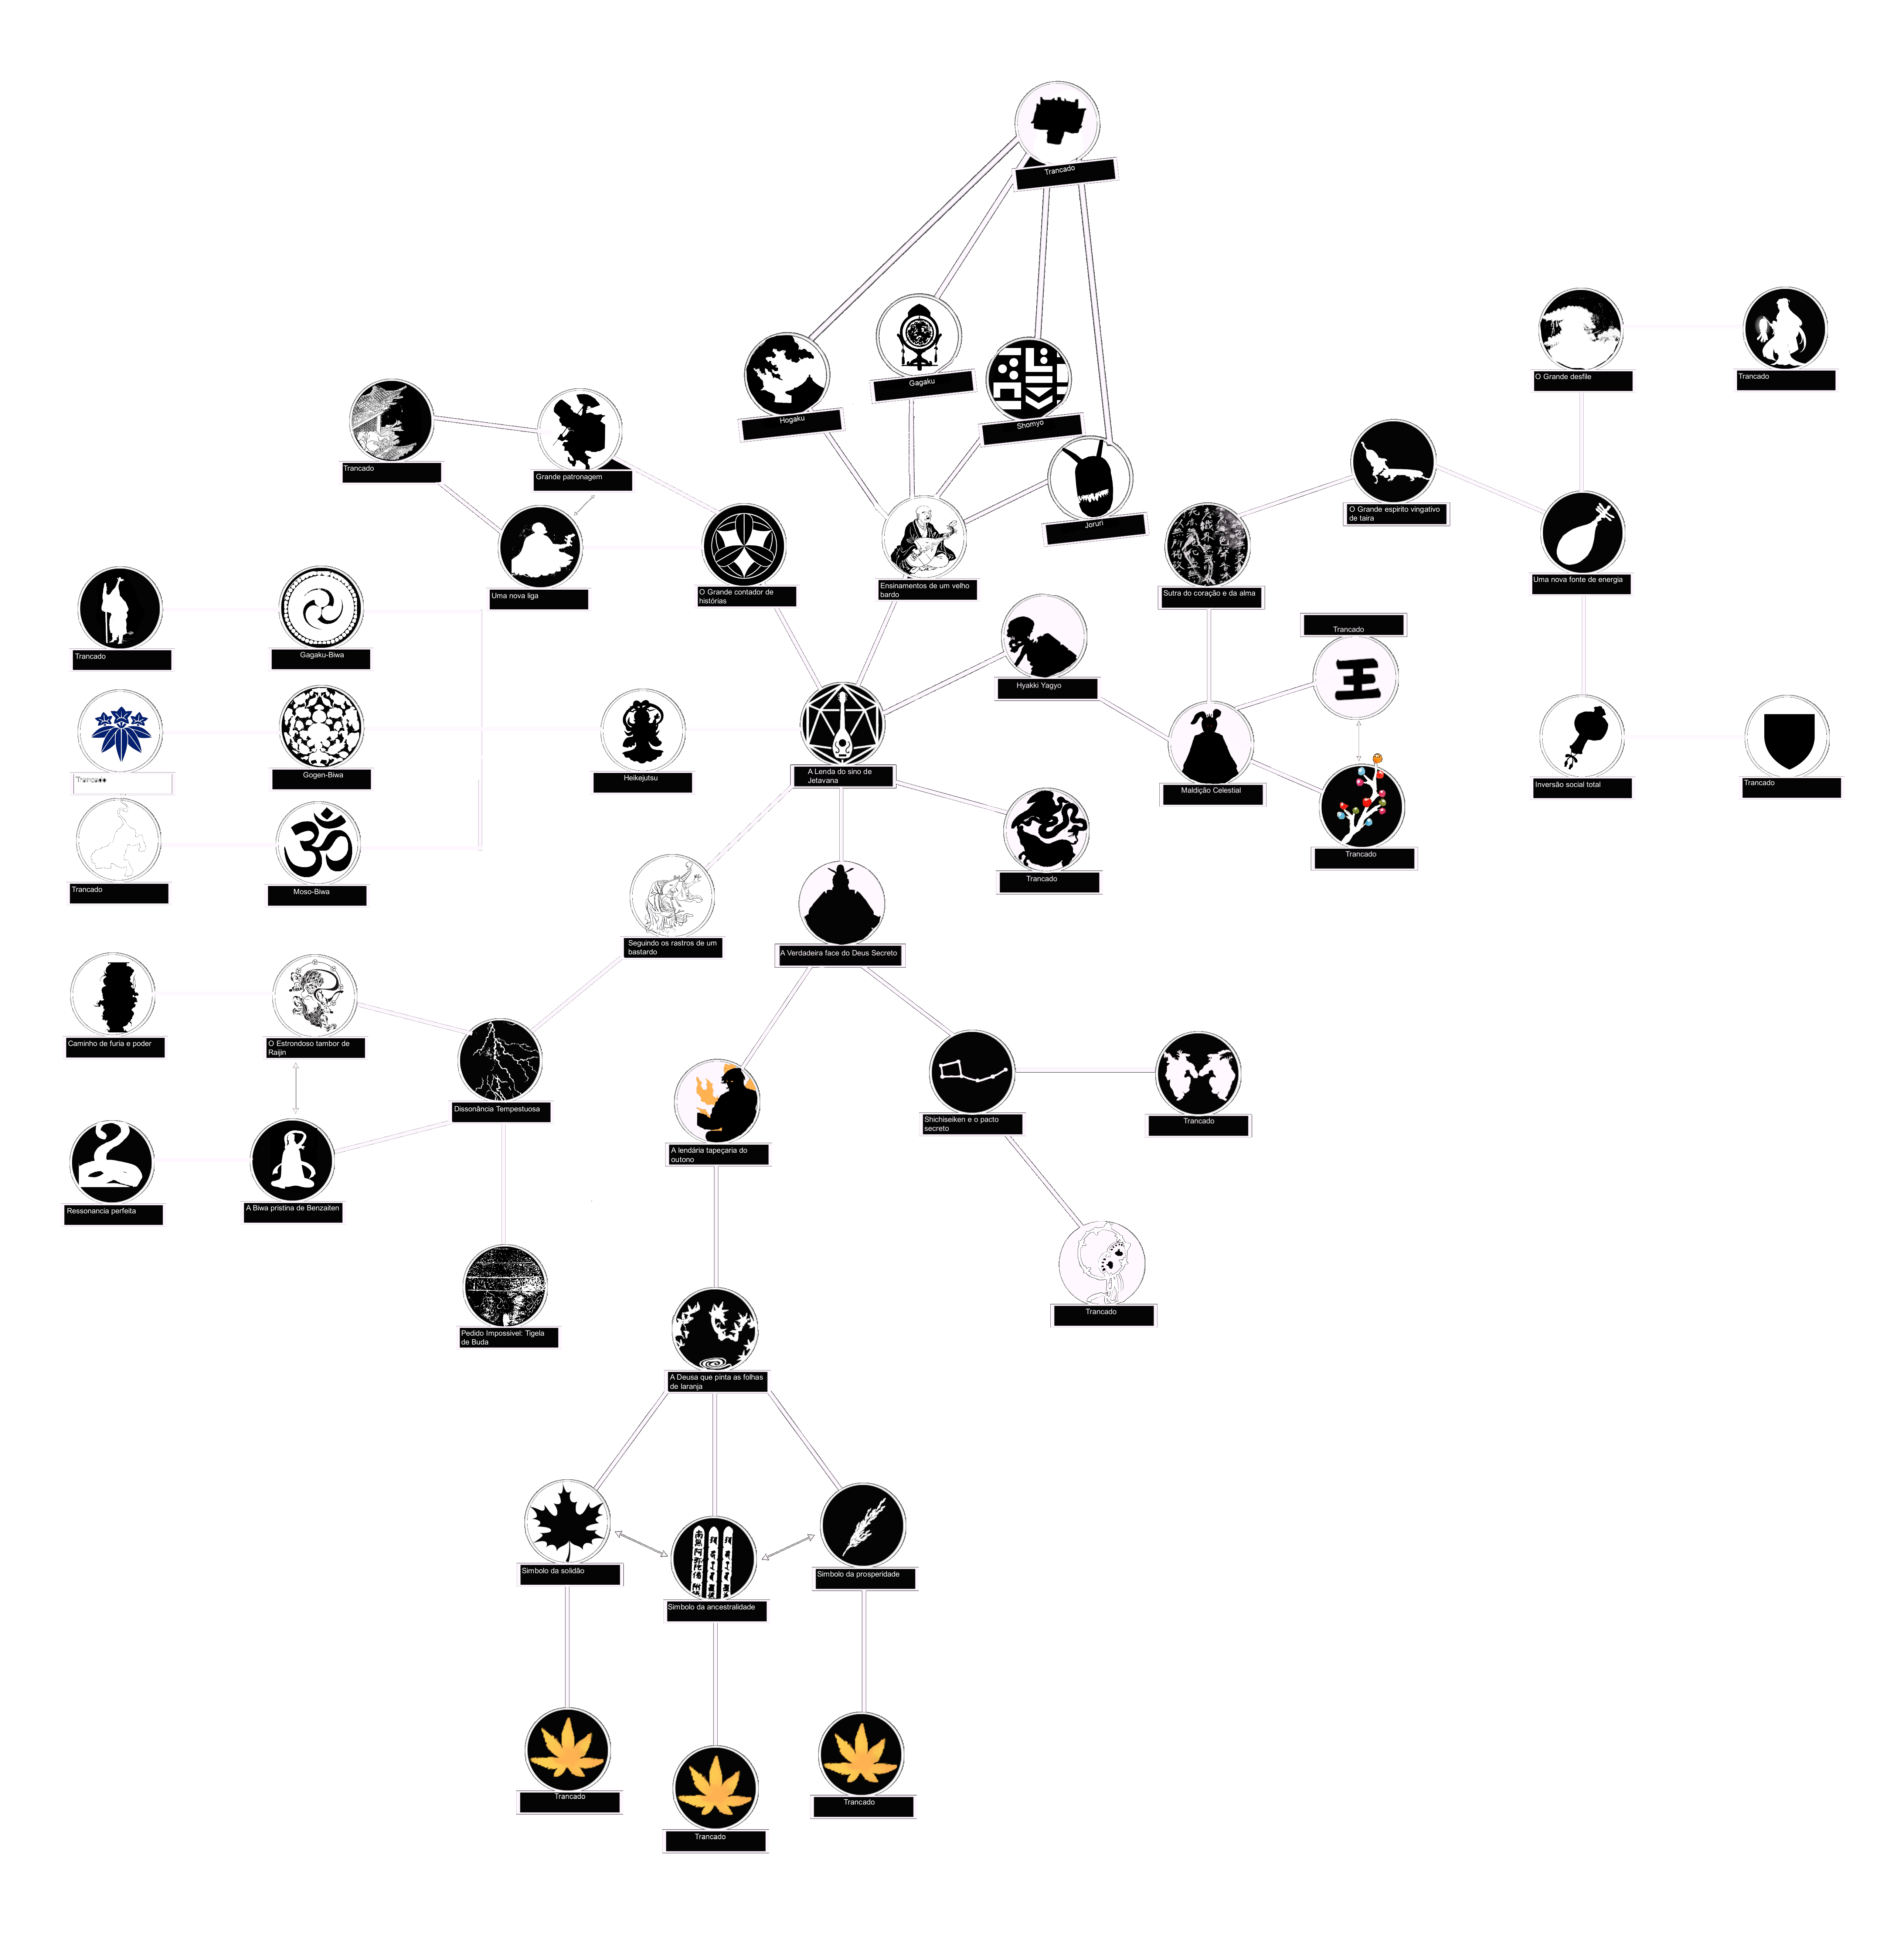 Trancado
Hogaku
Gagaku
Shomyo
Joruri
Trancado
Grande patronagem
Uma nova liga
O Grande contador de
histórias
Ensinamentos de um velho
bardo
Sutra do coração e da alma
O Grande espirito vingativo
de taira
O Grande desfile
Trancado
Uma nova fonte de energia
Inversão social total
Trancado
Trancado
Gagaku-Biwa
Trancado
Gogen-Biwa
Trancado
Moso-Biwa
Heikejutsu
A Lenda do sino de
Jetavana
Hyakki Yagyo
Trancado
王
Maldição Celestial
Trancado
Trancado
Seguindo os rastros de um
bastardo
A Verdadeira face do Deus Secreto
Caminho de furia e poder
O Estrondoso tambor de
Raijin
Dissonância Tempestuosa
Ressonancia perfeita
A Biwa pristina de Benzaiten
Pedido Impossivel: Tigela
de Buda
A lendária tapeçaria do
outono
Shichiseiken e o pacto
secreto
Trancado
Trancado
A Deusa que pinta as folhas
de laranja
Simbolo da solidão
Simbolo da ancestralidade
Simbolo da prosperidade
Trancado
Trancado
Trancado